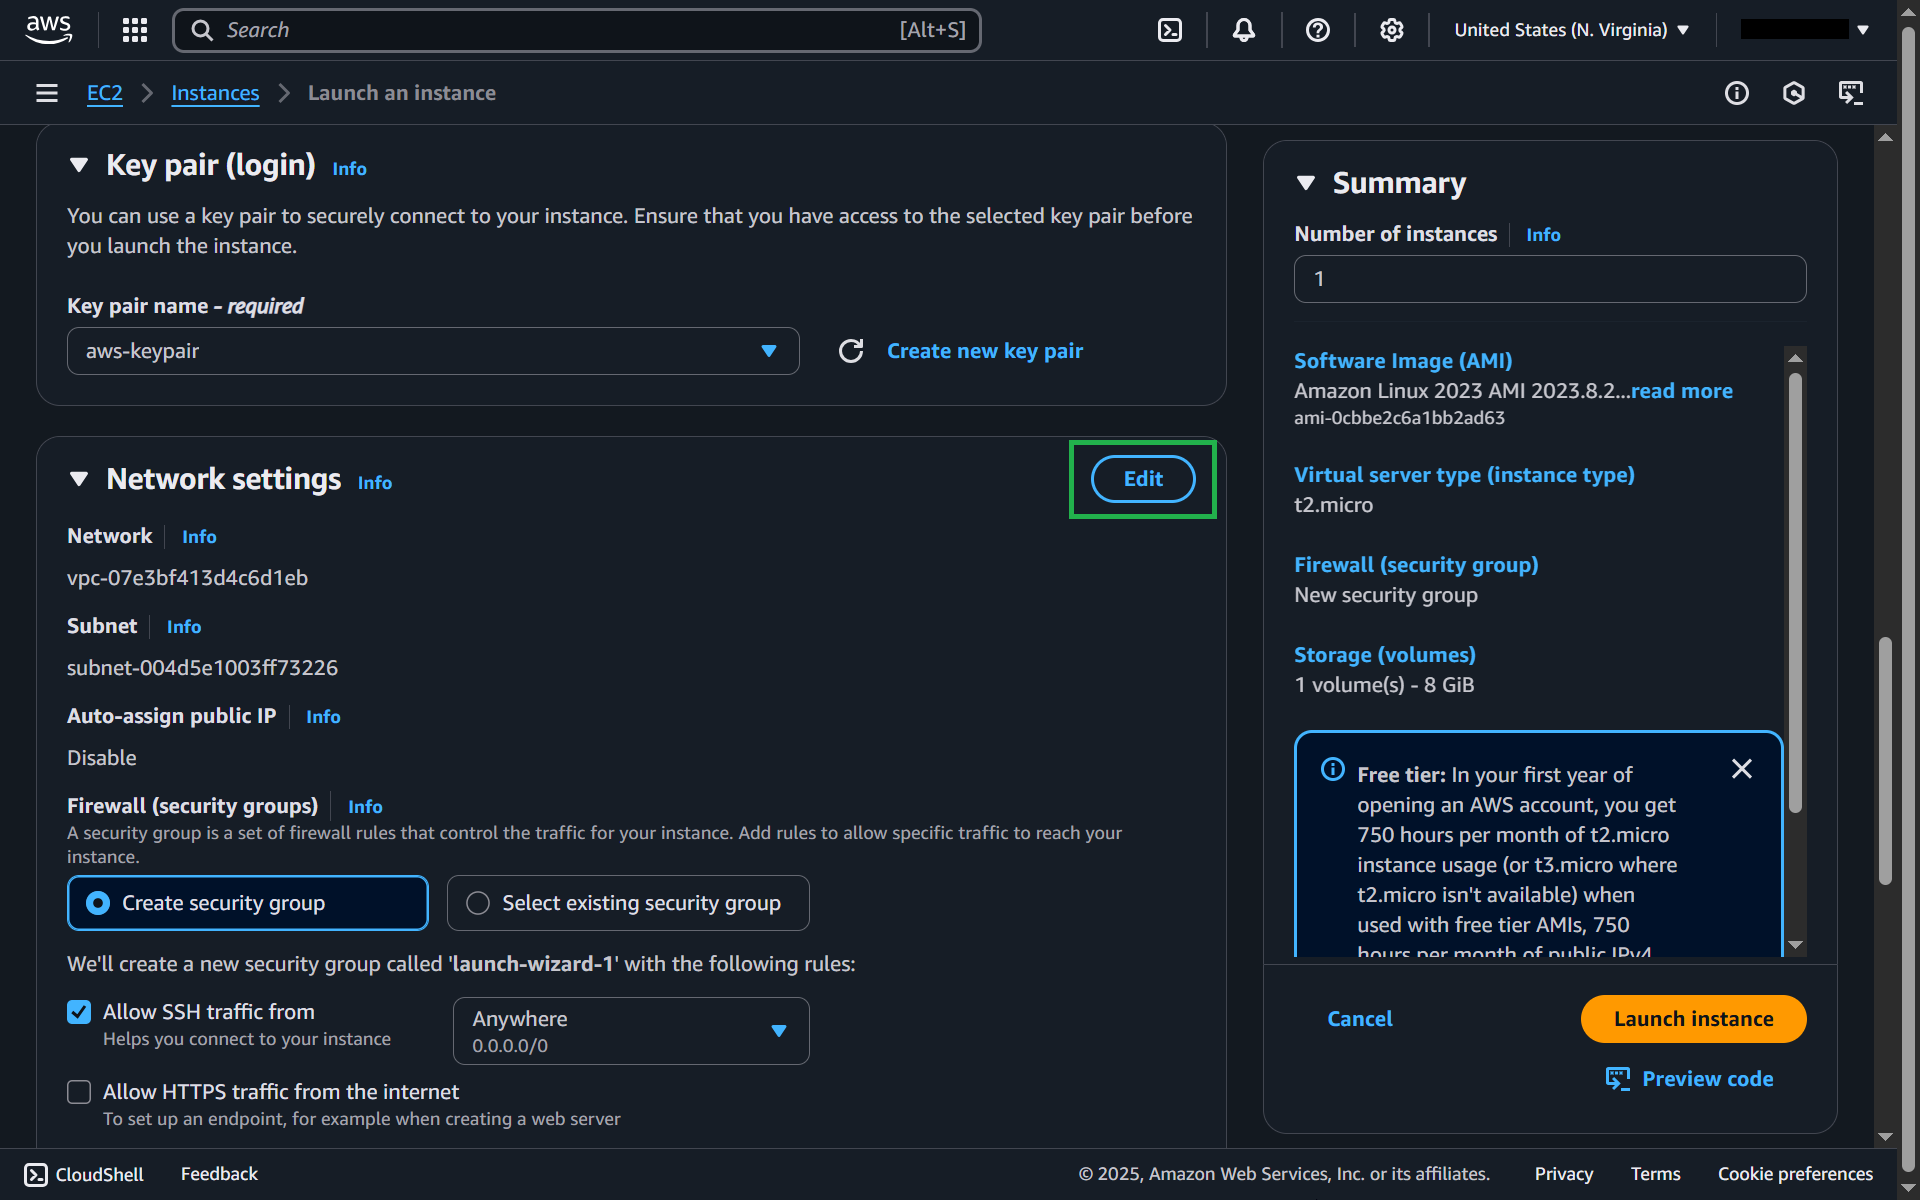 aws
Search
[Alt+S]
United States (N. Virginia)
EC2
Instances
Launch an instance
Key pair (login)
Info
You can use a key pair to securely connect to your instance. Ensure that you have access to the selected key pair before
you launch the instance.
Key pair name - required
aws-keypair
Create new key pair
Network settings
Info
Edit
Network
Info
vpc-07e3bf413d4c6d1eb
Subnet
Info
subnet-004d5e1003ff73226
Auto-assign public IP
Info
Disable
Firewall (security groups)
Info
A security group is a set of firewall rules that control the traffic for your instance. Add rules to allow specific traffic to reach your
instance.
Create security group
Select existing security group
We'll create a new security group called 'launch-wizard-1' with the following rules:
Allow SSH traffic from
Helps you connect to your instance
Anywhere
0.0.0.0/0
Allow HTTPS traffic from the internet
To set up an endpoint, for example when creating a web server
Summary
Number of instances
Info
1
Software Image (AMI)
Amazon Linux 2023 AMI 2023.8.2...read more
ami-0cbbe2c6a1bb2ad63
Virtual server type (instance type)
t2.micro
Firewall (security group)
New security group
Storage (volumes)
1 volume(s) - 8 GiB
Free tier: In your first year of
opening an AWS account, you get
750 hours per month of t2.micro
instance usage (or t3.micro where
t2.micro isn't available) when
used with free tier AMIs, 750
hours per month of public IPv4
Cancel
Launch instance
Preview code
CloudShell
Feedback
© 2025, Amazon Web Services, Inc. or its affiliates.
Privacy
Terms
Cookie preferences